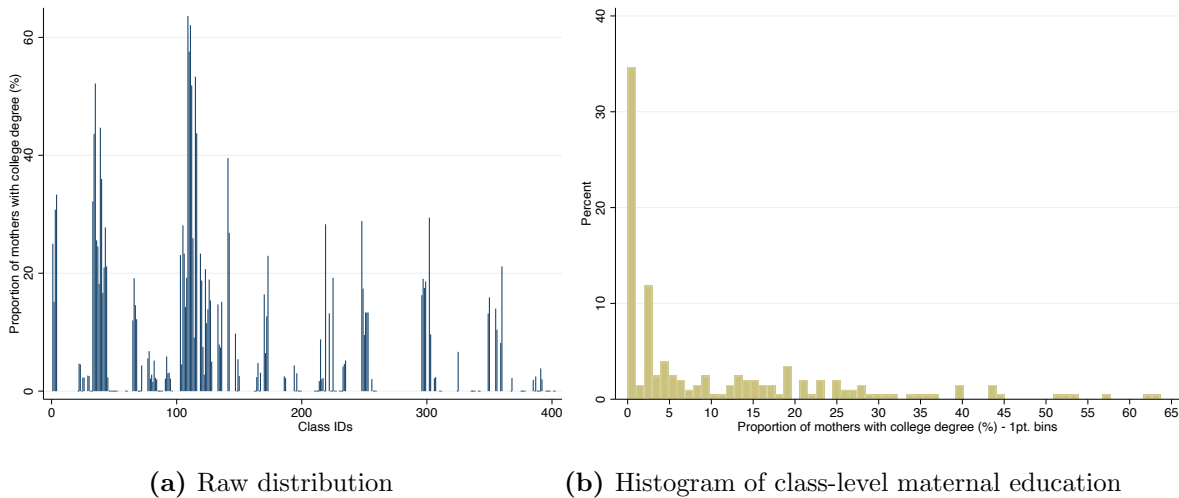 Proportion of mothers with college degree (%)
60
40
20
0
0 100 200 300 400
Class IDs
Percent
40
30
20
10
0
0 5 10 15 20 25 30 35 40 45 50 55 60 65
Proportion of mothers with college degree (%) - 1pt. bins
(a) Raw distribution
(b) Histogram of class-level maternal education